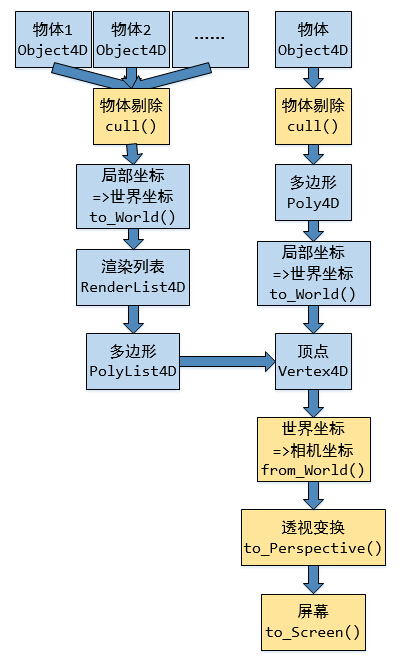 物体1
Object4D
物体2
Object4D
......
物体剔除
cull()
局部坐标
=>世界坐标
to_World()
渲染列表
RenderList4D
多边形
PolyList4D
物体
Object4D
物体剔除
cull()
多边形
Poly4D
局部坐标
=>世界坐标
to_World()
顶点
Vertex4D
世界坐标
=>相机坐标
from_World()
透视变换
to_Perspective()
屏幕
to_Screen()